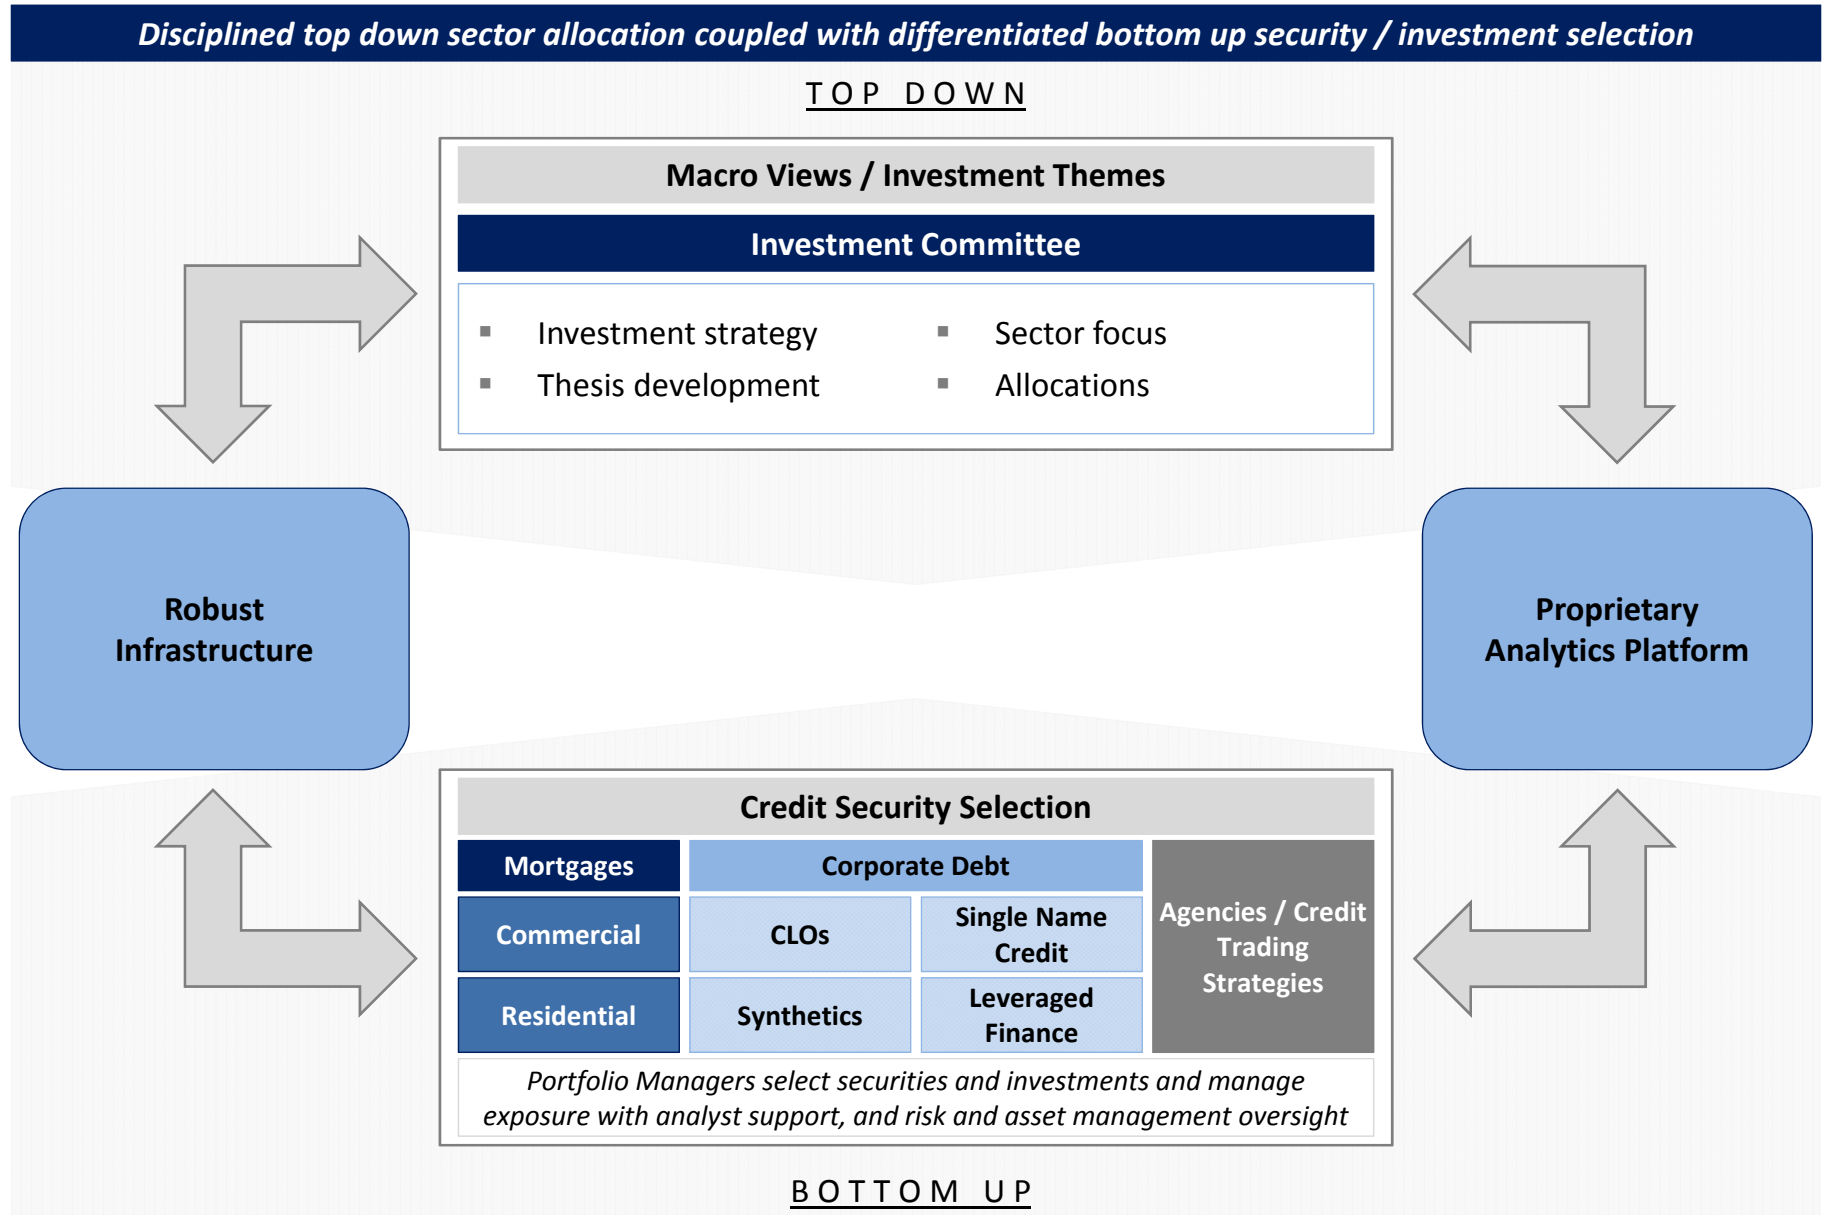 Disciplined top down sector allocation coupled with differentiated bottom up security / investment selection
TOP DOWN
Macro Views / Investment Themes
Investment Committee
▪ Investment strategy
▪ Thesis development
▪ Sector focus
▪ Allocations
Robust
Infrastructure
Proprietary
Analytics Platform
Credit Security Selection
Mortgages
Commercial
Residential
Corporate Debt
CLOs
Single Name
Credit
Synthetics
Leveraged
Finance
Agencies / Credit
Trading
Strategies
Portfolio Managers select securities and investments and manage
exposure with analyst support, and risk and asset management oversight
BOTTOM UP